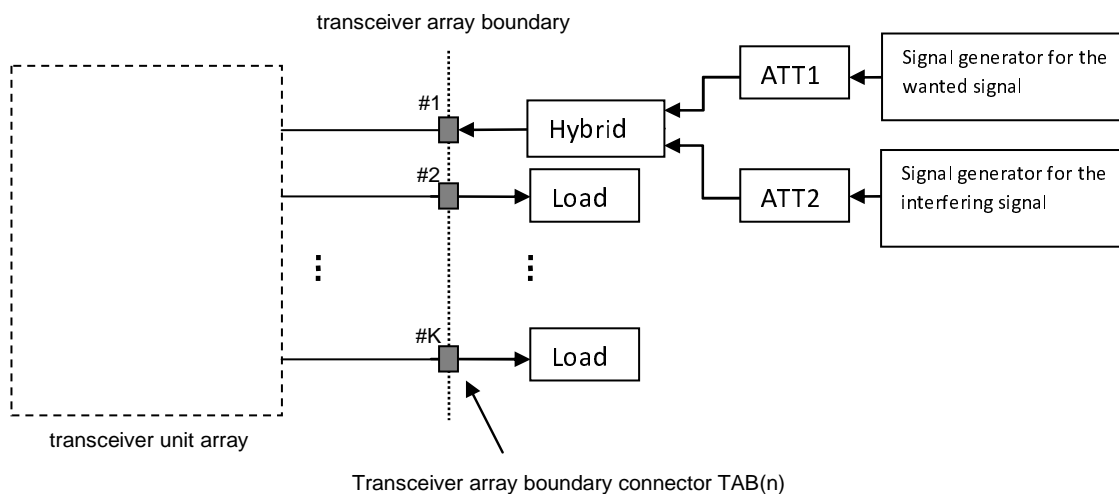 transceiver array boundary
#1
Hybrid
ATT1
Signal generator for the
wanted signal
#2
Load
ATT2
Signal generator for the
interfering signal
#K
Load
transceiver unit array
Transceiver array boundary connector TAB(n)